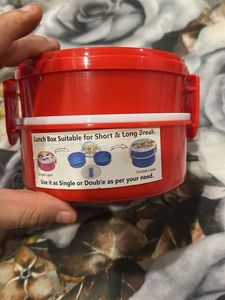 Lunch Box Suitable for Short & Long Break.
Single Layer
Double Layer
Use it as Single or Double as per your need.